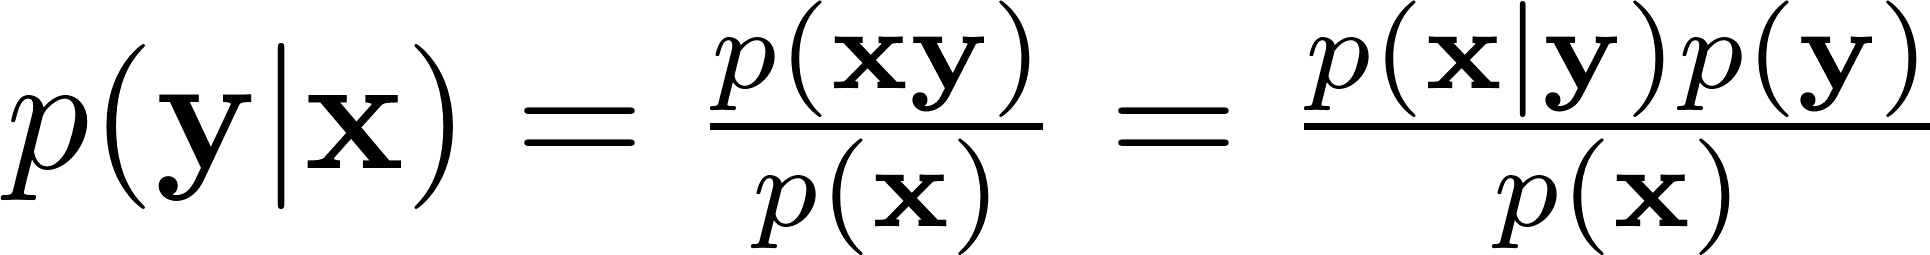 p(𝐲|𝐱) = p(𝐱𝐲)/p(𝐱) = p(𝐱|𝐲)p(𝐲)/p(𝐱)